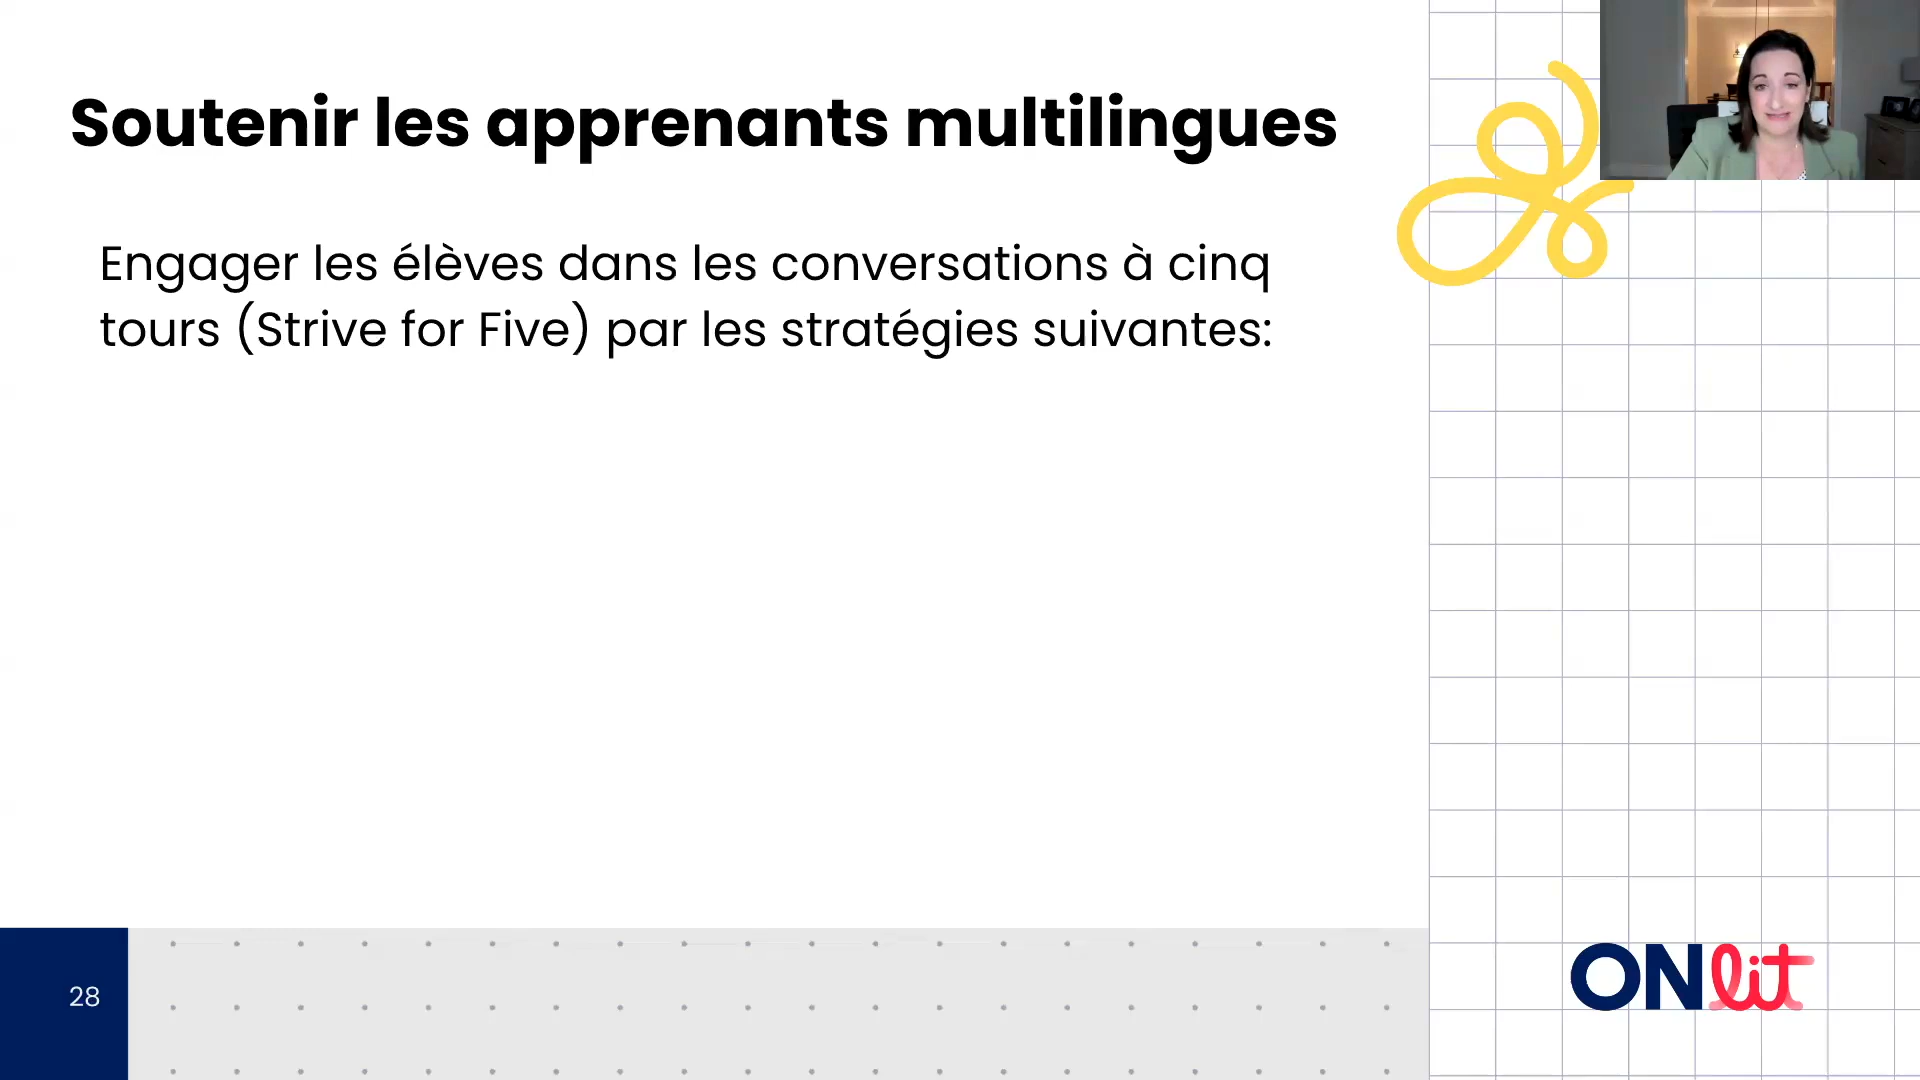 Soutenir les apprenants multilingues
Engager les élèves dans les conversations à cinq
tours (Strive for Five) par les stratégies suivantes:
28
ONlit